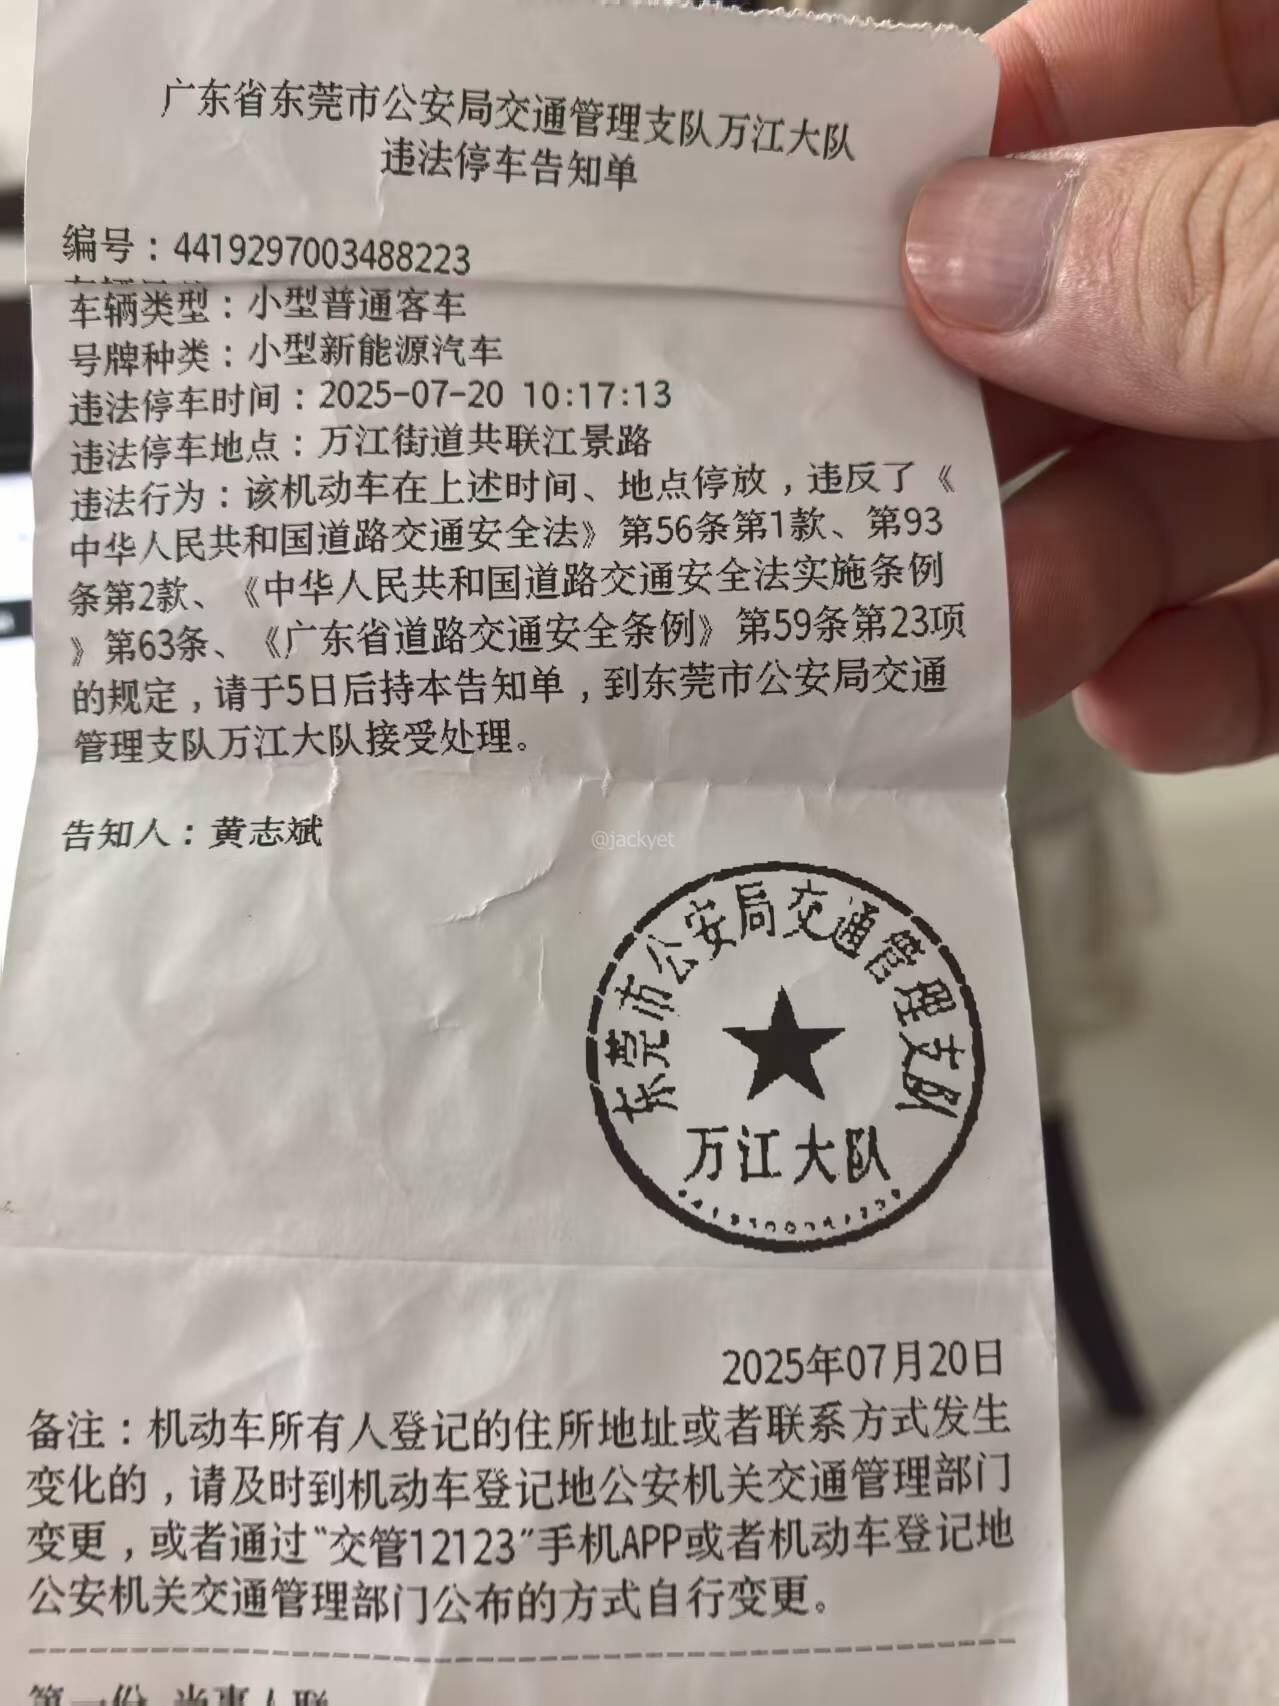 广东省东莞市公安局交通管理支队万江大队
违法停车告知单
编号：4419297003488223
车辆类型：小型普通客车
号牌种类：小型新能源汽车
违法停车时间：2025-07-20 10:17:13
违法停车地点：万江街道共联江景路
违法行为：该机动车在上述时间、地点停放，违反了《
中华人民共和国道路交通安全法》第56条第1款、第93
条第2款、《中华人民共和国道路交通安全法实施条例
》第63条、《广东省道路交通安全条例》第59条第23项
的规定，请于5日后持本告知单，到东莞市公安局交通
管理支队万江大队接受处理。
告知人：黄志斌
@jackyet
东莞市公安局交通管理支队
万江大队
2025年07月20日
备注：机动车所有人登记的住所地址或者联系方式发生
变化的，请及时到机动车登记地公安机关交通管理部门
变更，或者通过“交管12123”手机APP或者机动车登记地
公安机关交通管理部门公布的方式自行变更。
第一份 当事人联